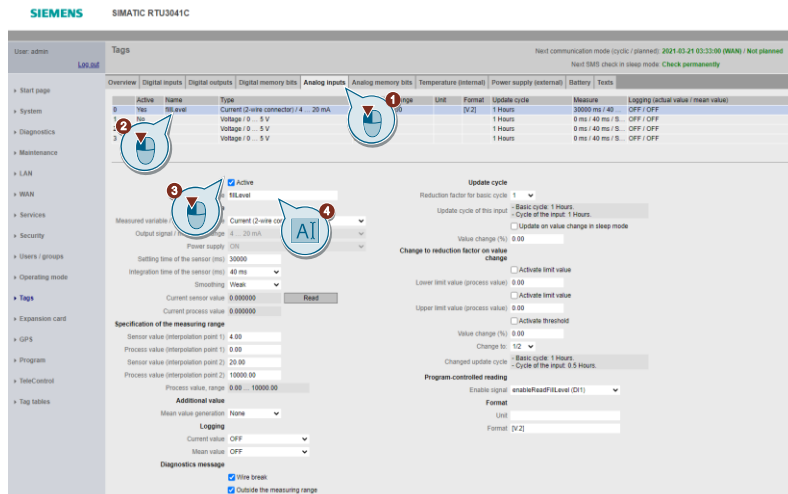 SIEMENS SIMATIC RTU3041C
User: admin
Log out
Tags
Next communication mode (cyclic / planned): 2021-03-21 03:33:00 (WAN) / Not planned
Next SMS check in sleep mode: Check permanently
Start page
System
Diagnostics
Maintenance
LAN
WAN
Services
Security
Users / groups
Operating mode
Tags
Expansion card
GPS
Program
TeleControl
Tag tables
Overview Digital inputs Digital outputs Digital memory bits Analog inputs Analog memory bits Temperature (internal) Power supply (external) Battery Texts
Active Name Type Unit Format Update cycle Measure Logging (actual value / mean value)
0 Yes fillLevel Current (2-wire connector) / 4 ... 20 mA [V.2] 1 Hours 30000 ms / 40 ... OFF / OFF
1 No Voltage / 0 ... 5 V 1 Hours 0 ms / 40 ms / S... OFF / OFF
Voltage / 0 ... 5 V 1 Hours 0 ms / 40 ms / S... OFF / OFF
3 Voltage / 0 ... 5 V 1 Hours 0 ms / 40 ms / S... OFF / OFF
1
2
3
4
AI
Active
fillLevel
Measured variable / Current (2-wire
Output signal / 4 ... 20 mA
Power supply ON
Settling time of the sensor (ms) 30000
Integration time of the sensor (ms) 40 ms
Smoothing Weak
Current sensor value 0.000000 Read
Current process value 0.000000
Specification of the measuring range
Sensor value (interpolation point 1) 4.00
Process value (interpolation point 1) 0.00
Sensor value (interpolation point 2) 20.00
Process value (interpolation point 2) 10000.00
Process value, range 0.00 ... 10000.00
Additional value
Mean value generation None
Logging
Current value OFF
Mean value OFF
Diagnostics message
Wire break
Outside the measuring range
Update cycle
Reduction factor for basic cycle 1
Update cycle of this input - Basic cycle: 1 Hours.
- Cycle of the input: 1 Hours.
Update on value change in sleep mode
Value change (%) 0.00
Change to reduction factor on value
change
Activate limit value
Lower limit value (process value) 0.00
Activate limit value
Upper limit value (process value) 0.00
Activate threshold
Value change (%) 0.00
Change to: 1/2
Changed update cycle - Basic cycle: 1 Hours.
- Cycle of the input: 0.5 Hours.
Program-controlled reading
Enable signal enableReadFillLevel (DI1)
Format
Unit
Format [V.2]